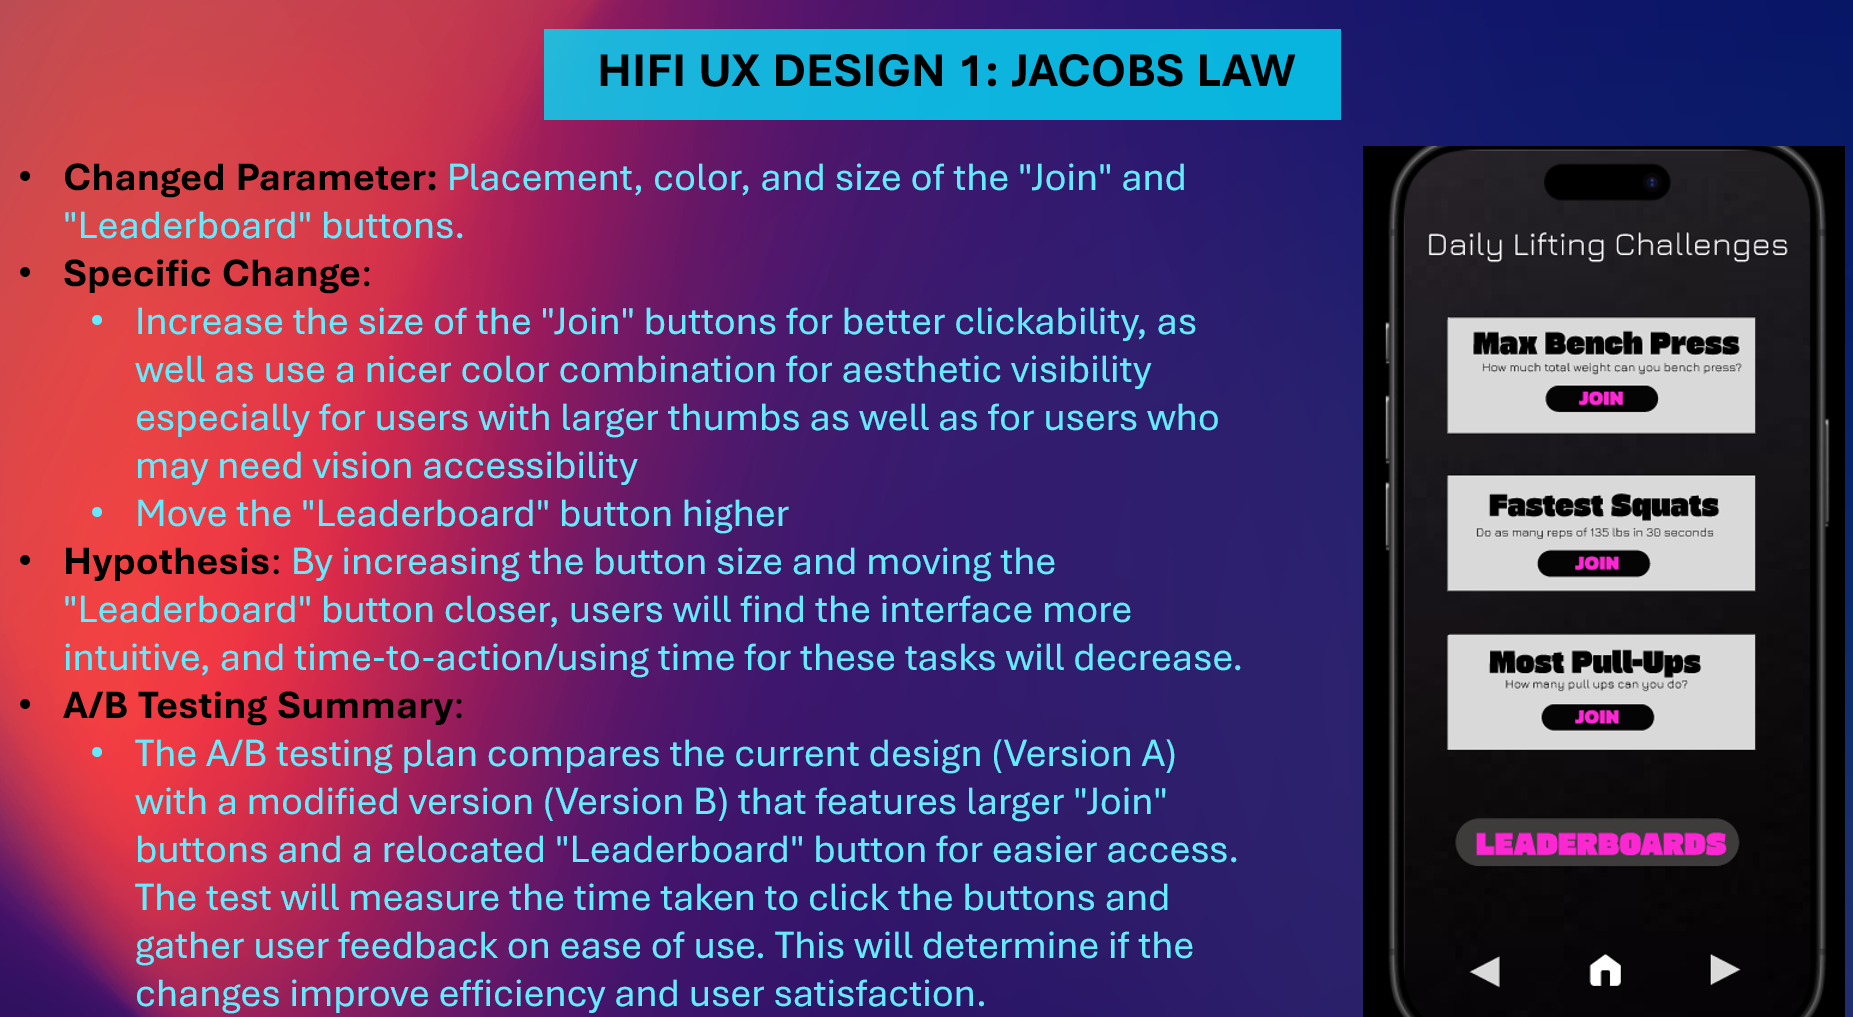 HIFI UX DESIGN 1: JACOBS LAW
• Changed Parameter: Placement, color, and size of the "Join" and
"Leaderboard" buttons.
• Specific Change:
• Increase the size of the "Join" buttons for better clickability, as
well as use a nicer color combination for aesthetic visibility
especially for users with larger thumbs as well as for users who
may need vision accessibility
• Move the "Leaderboard" button higher
• Hypothesis: By increasing the button size and moving the
"Leaderboard" button closer, users will find the interface more
intuitive, and time-to-action/using time for these tasks will decrease.
• A/B Testing Summary:
• The A/B testing plan compares the current design (Version A)
with a modified version (Version B) that features larger "Join"
buttons and a relocated "Leaderboard" button for easier access.
The test will measure the time taken to click the buttons and
gather user feedback on ease of use. This will determine if the
changes improve efficiency and user satisfaction.
Daily Lifting Challenges
Max Bench Press
How much total weight can you bench press?
JOIN
Fastest Squats
Do as many reps of 135 lbs in 30 seconds
JOIN
Most Pull-Ups
How many pull ups can you do?
JOIN
LEADERBOARDS